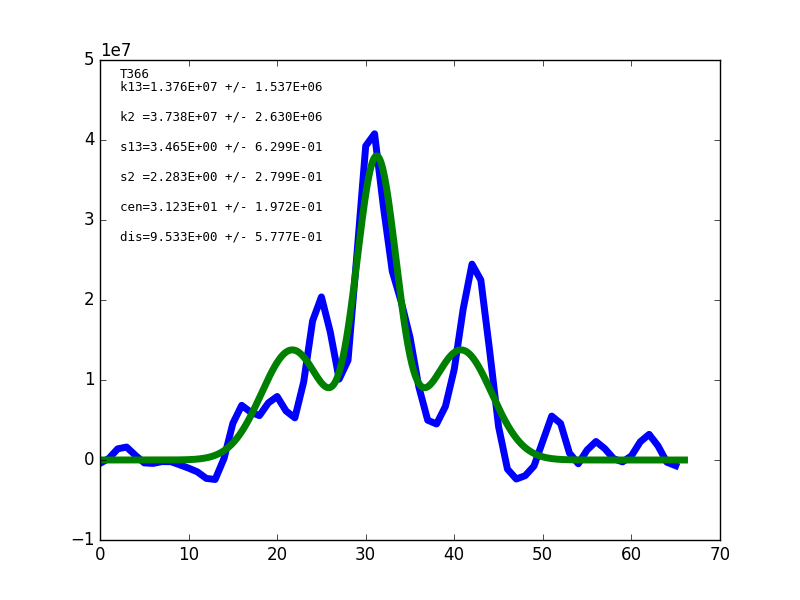 1e7
T366
k13=1.376E+07 +/- 1.537E+06
k2 =3.738E+07 +/- 2.630E+06
s13=3.465E+00 +/- 6.299E-01
s2 =2.283E+00 +/- 2.799E-01
cen=3.123E+01 +/- 1.972E-01
dis=9.533E+00 +/- 5.777E-01
5
4
3
2
1
0
−1
0 10 20 30 40 50 60 70